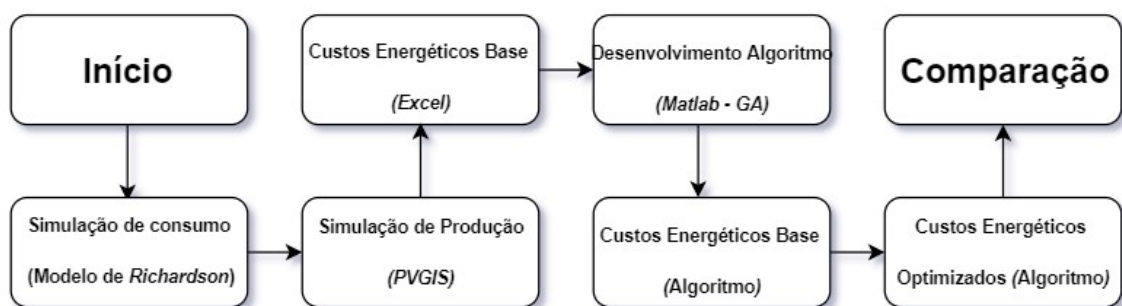 Início
Simulação de consumo
(Modelo de Richardson)
Simulação de Produção
(PVGIS)
Custos Energéticos Base
(Excel)
Desenvolvimento Algoritmo
(Matlab - GA)
Custos Energéticos Base
(Algoritmo)
Custos Energéticos
Optimizados (Algoritmo)
Comparação